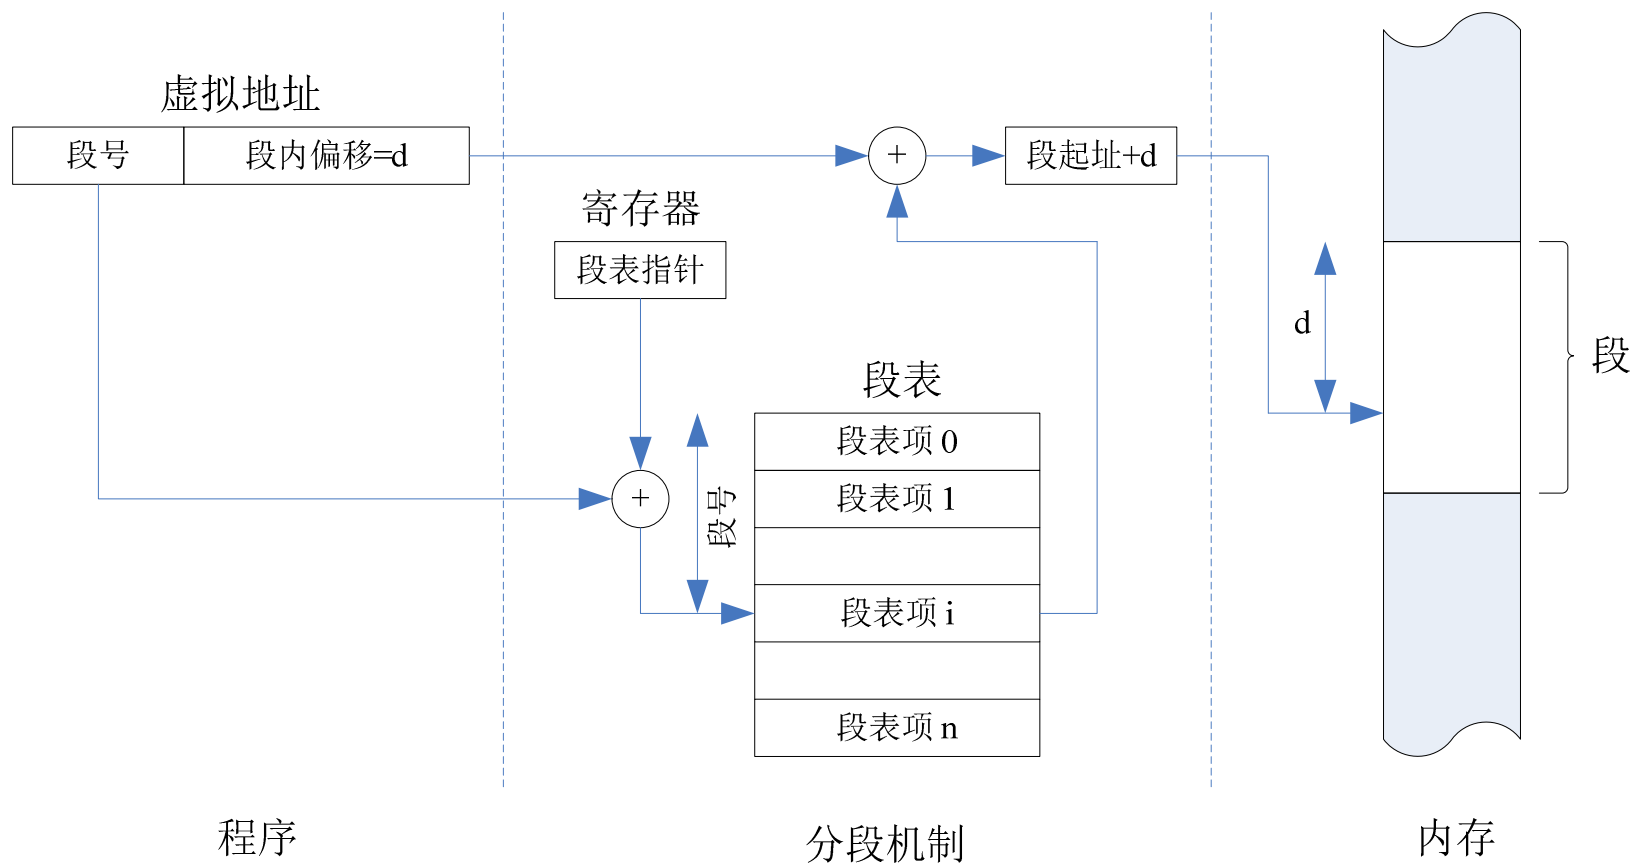 虚拟地址
段号
段内偏移=d
+
段起址+d
寄存器
段表指针
d
段
段表
段表项 0
+
段号
段表项 1
段表项 i
段表项 n
程序
分段机制
内存